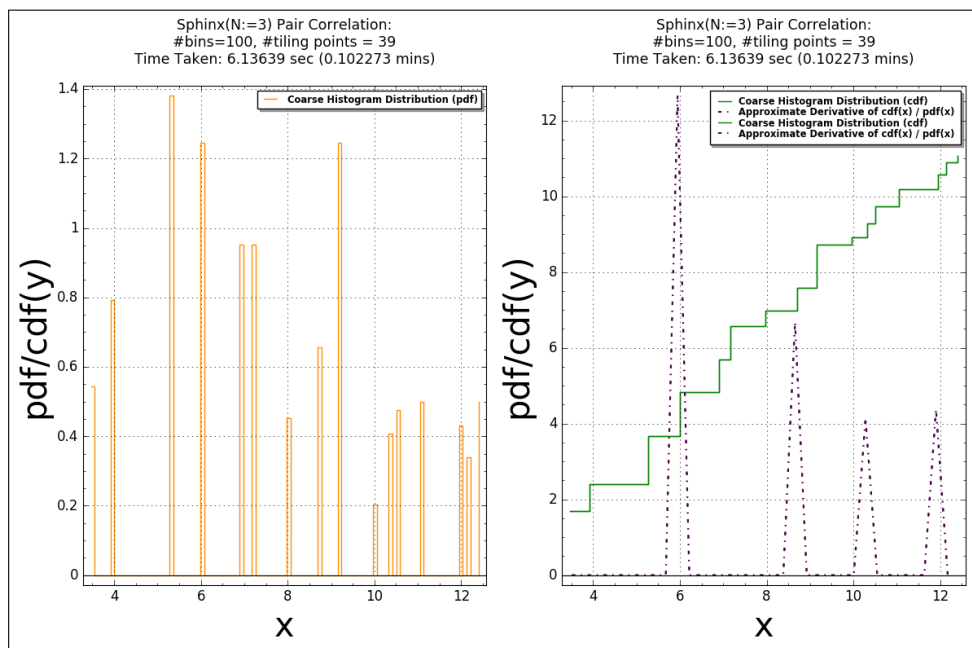 Sphinx(N:=3) Pair Correlation:
#bins=100, #tiling points = 39
Time Taken: 6.13639 sec (0.102273 mins)
Coarse Histogram Distribution (pdf)
pdf/cdf(y)
1.4
1.2
1
0.8
0.6
0.4
0.2
0
4
6
8
10
12
x
Sphinx(N:=3) Pair Correlation:
#bins=100, #tiling points = 39
Time Taken: 6.13639 sec (0.102273 mins)
Coarse Histogram Distribution (cdf)
Approximate Derivative of cdf(x) / pdf(x)
Coarse Histogram Distribution (cdf)
Approximate Derivative of cdf(x) / pdf(x)
pdf/cdf(y)
12
10
8
6
4
2
0
4
6
8
10
12
x